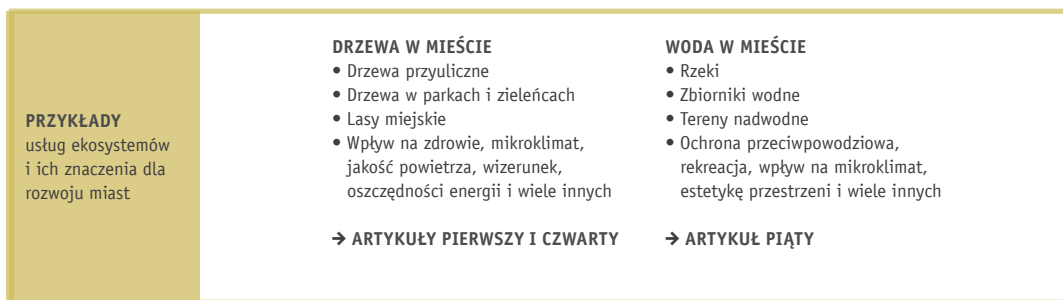 PRZYKŁADY
usług ekosystemów
i ich znaczenia dla
rozwoju miast
DRZEWA W MIEŚCIE
• Drzewa przyuliczne
• Drzewa w parkach i zieleńcach
• Lasy miejskie
• Wpływ na zdrowie, mikroklimat,
jakość powietrza, wizerunek,
oszczędności energii i wiele innych
→ ARTYKUŁY PIERWSZY I CZWARTY
WODA W MIEŚCIE
• Rzeki
• Zbiorniki wodne
• Tereny nadwodne
• Ochrona przeciwpowodziowa,
rekreacja, wpływ na mikroklimat,
estetykę przestrzeni i wiele innych
→ ARTYKUŁ PIĄTY